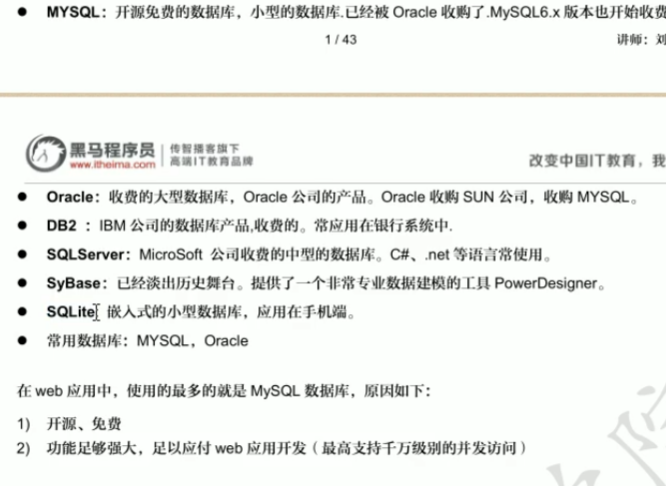 ● MYSQL：开源免费的数据库，小型的数据库.已经被 Oracle 收购了.MySQL6.x 版本也开始收费
1 / 43 讲师：刘
黑马程序员 www.itheima.com 传智播客旗下 高端IT教育品牌
改变中国IT教育，我
● Oracle：收费的大型数据库，Oracle 公司的产品。Oracle 收购 SUN 公司，收购 MYSQL。
● DB2 ：IBM 公司的数据库产品,收费的。常应用在银行系统中.
● SQLServer：MicroSoft 公司收费的中型的数据库。C#、.net 等语言常使用。
● SyBase：已经淡出历史舞台。提供了一个非常专业数据建模的工具 PowerDesigner。
● SQLite: 嵌入式的小型数据库，应用在手机端。
● 常用数据库：MYSQL，Oracle
在 web 应用中，使用的最多的就是 MySQL 数据库，原因如下：
1) 开源、免费
2) 功能足够强大，足以应付 web 应用开发（最高支持千万级别的并发访问）